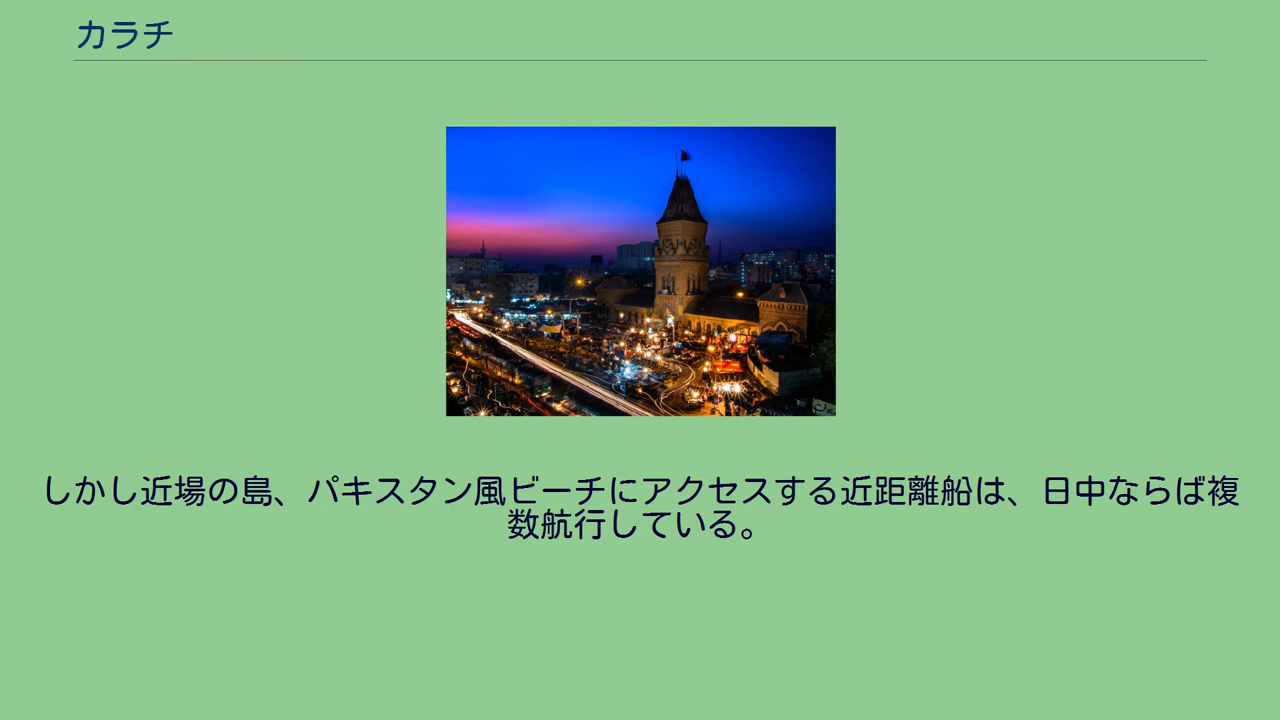 カラチ
しかし近場の島、パキスタン風ビーチにアクセスする近距離船は、日中ならば複
数航行している。